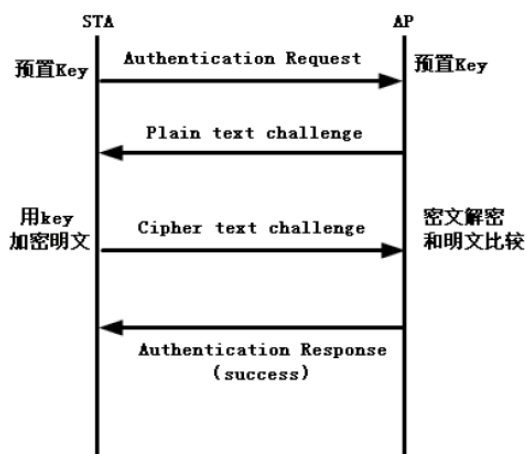 STA AP
预置Key Authentication Request 预置Key
Plain text challenge
用key
加密明文
Cipher text challenge
密文解密
和明文比较
Authentication Response
(success)